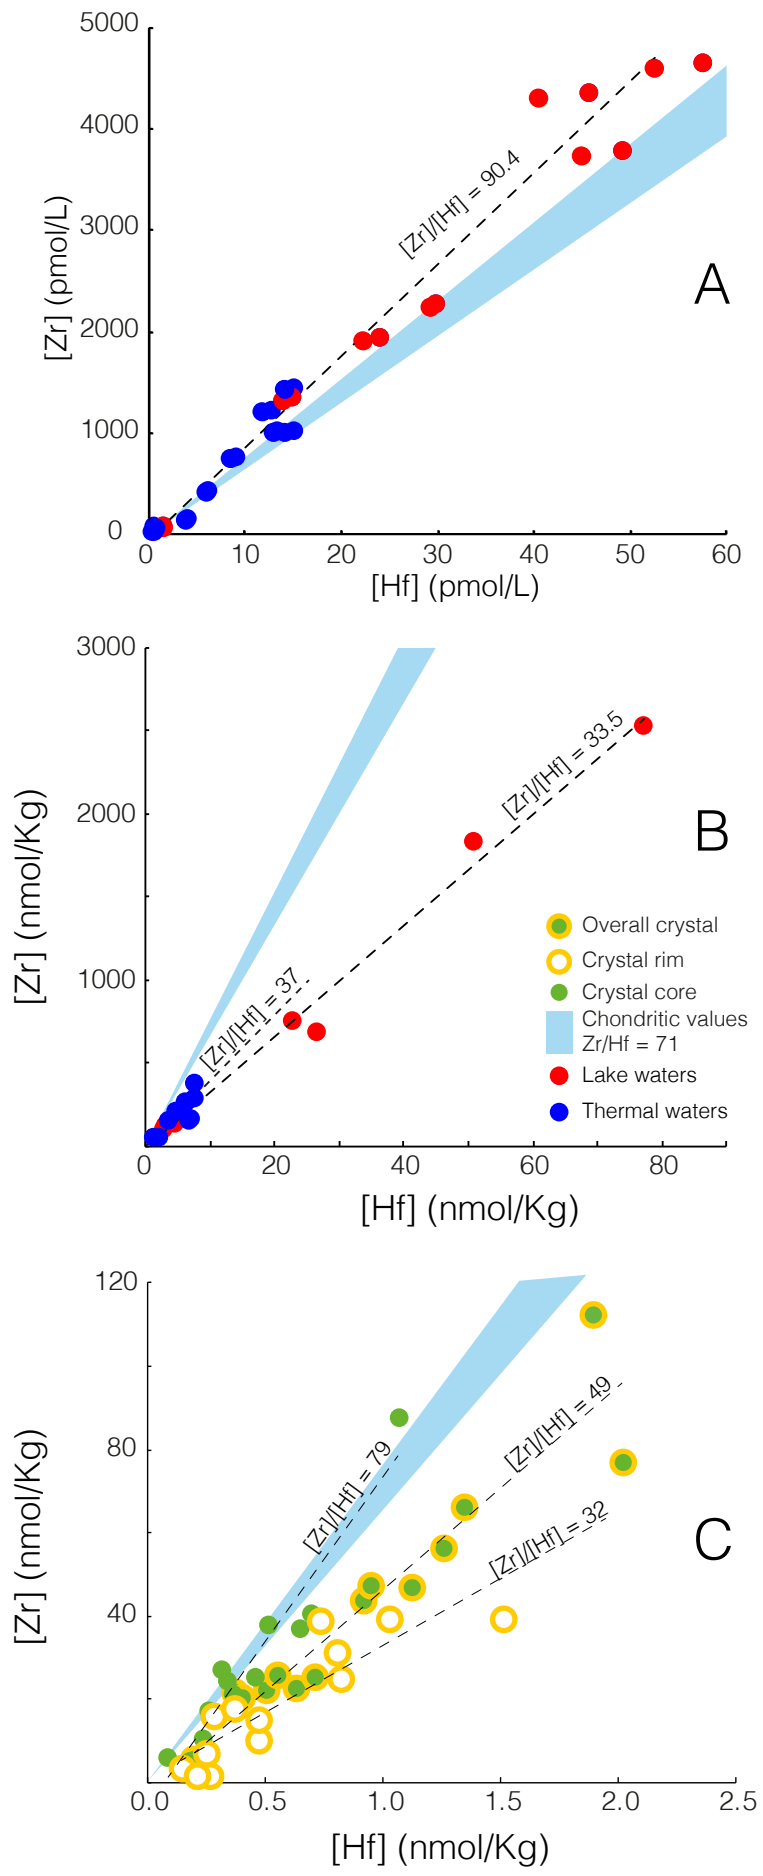 5000
4000
3000
2000
1000
0
[Zr] (pmol/L)
[Zr]/[Hf] = 90.4
A
0 10 20 30 40 50 60
[Hf] (pmol/L)
3000
2000
1000
[Zr] (nmol/Kg)
[Zr]/[Hf] = 33.5
B
[Zr]/[Hf] = 37
Overall crystal
Crystal rim
Crystal core
Chondritic values
Zr/Hf = 71
Lake waters
Thermal waters
0 20 40 60 80
[Hf] (nmol/Kg)
120
80
40
[Zr] (nmol/Kg)
[Zr]/[Hf] = 79
[Zr]/[Hf] = 49
[Zr]/[Hf] = 32
C
0.0 0.5 1.0 1.5 2.0 2.5
[Hf] (nmol/Kg)